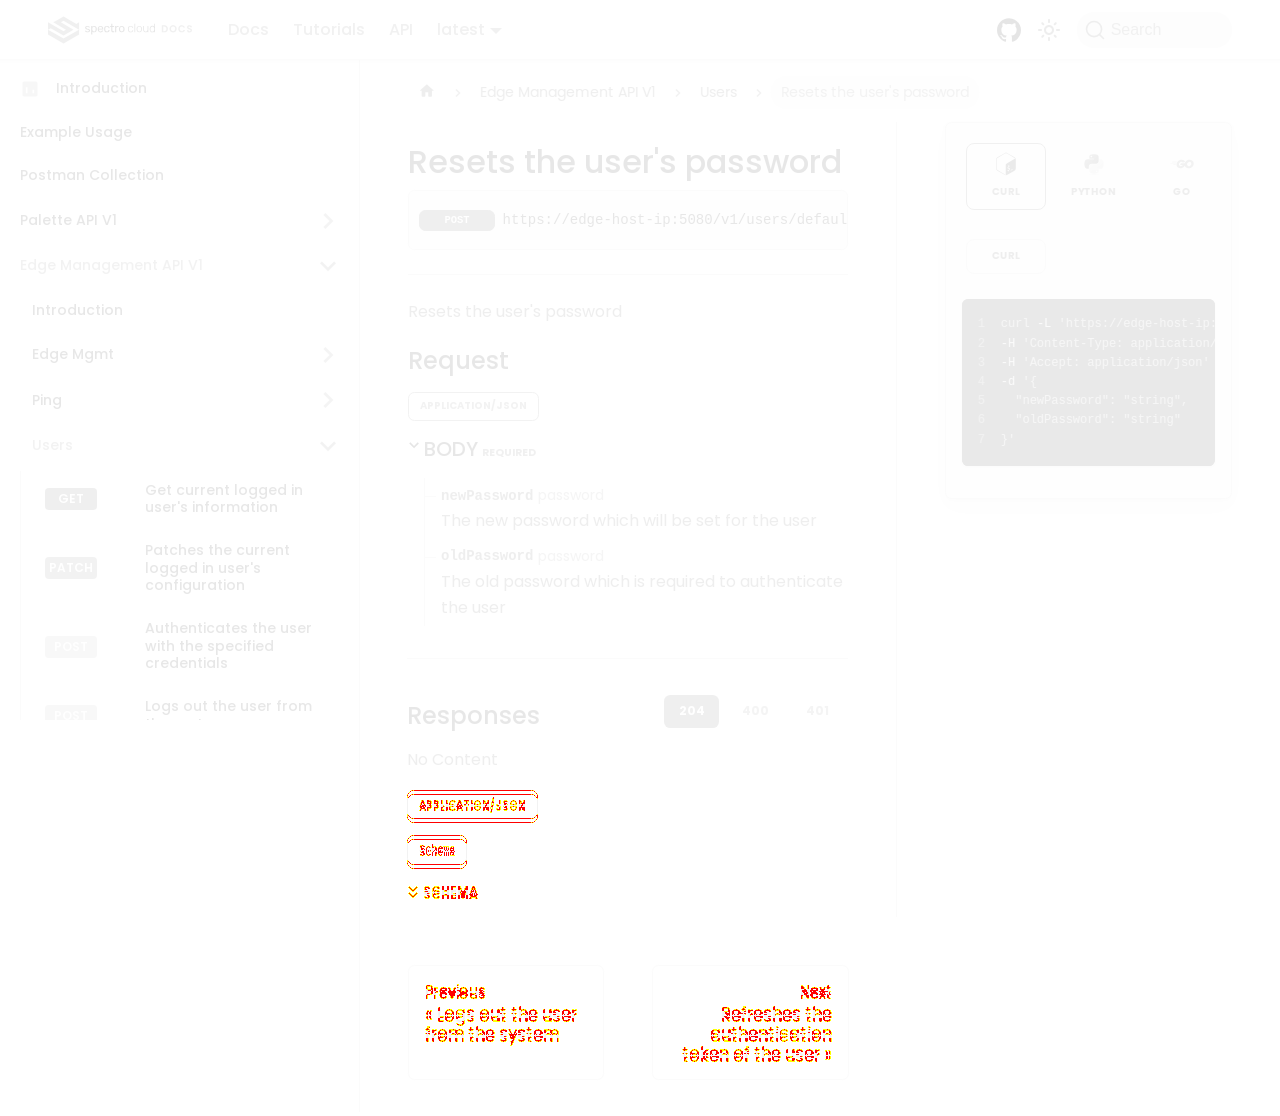 spectro cloud DOCS Docs Tutorials API latest Search
Introduction
Example Usage
Postman Collection
Palette API V1
Edge Management API V1
Introduction
Edge Mgmt
Ping
Users
GET Get current logged in
user's information
PATCH Patches the current
logged in user's
configuration
POST Authenticates the user
with the specified
credentials
POST Logs out the user from
Edge Management API V1 Users Resets the user's password
Resets the user's password
POST https://edge-host-ip:5080/v1/users/defaul
Resets the user's password
Request
APPLICATION/JSON
BODY REQUIRED
newPassword password
The new password which will be set for the user
oldPassword password
The old password which is required to authenticate
the user
Responses 204 400 401
No Content
APPLICATION/JSON
Schema
SCHEMA
Previous
« Logs out the user
from the system
Next
Refreshes the
authentication
token of the user »
CURL PYTHON GO
CURL
1 curl -L 'https://edge-host-ip:
2 -H 'Content-Type: application/
3 -H 'Accept: application/json'
4 -d '{
5 "newPassword": "string",
6 "oldPassword": "string"
7 }'